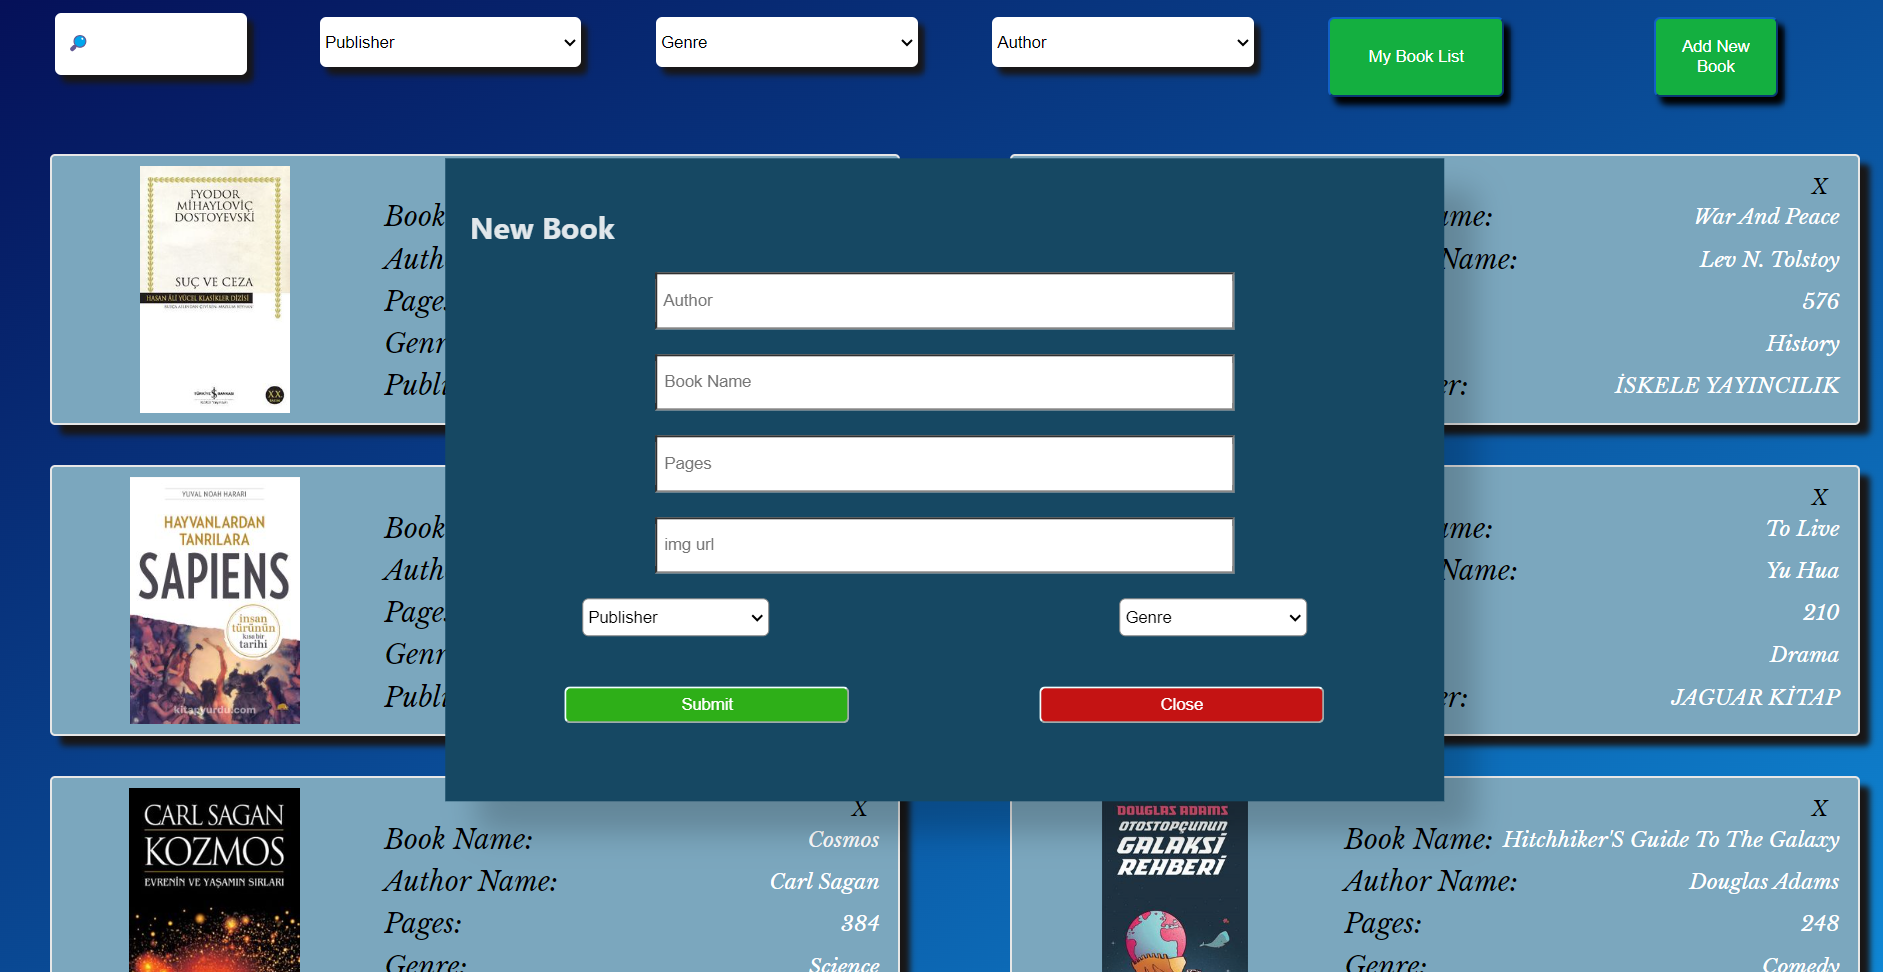 Publisher
Genre
Author
My Book List
Add New
Book
FYODOR
MİHAYLOVİÇ
DOSTOYEVSKİ
SUÇ VE CEZA
HASAN ÂLİ YÜCEL KLASİKLER DİZİSİ
XX.
Book
Auth
Page
Genr
Publi
New Book
Author
Book Name
Pages
img url
Publisher
Genre
Submit
Close
X
me:
War And Peace
Name:
Lev N. Tolstoy
576
History
er:
İSKELE YAYINCILIK
YUVAL NOAH HARARI
HAYVANLARDAN
TANRILARA
SAPIENS
insan
türünün
kısa bir
tarihi
kitapyurdu.com
Book
Auth
Page
Genr
Publi
X
me:
To Live
Name:
Yu Hua
210
Drama
er:
JAGUAR KİTAP
CARL SAGAN
KOZMOS
EVRENİN VE YAŞAMIN SIRLARI
X
Book Name:
Cosmos
Author Name:
Carl Sagan
Pages:
384
Genre:
Science
DOUGLAS ADAMS
OTOSTOPÇUNUN
GALAKSİ
REHBERİ
X
Book Name:
Hitchhiker'S Guide To The Galaxy
Author Name:
Douglas Adams
Pages:
248
Genre:
Comedy